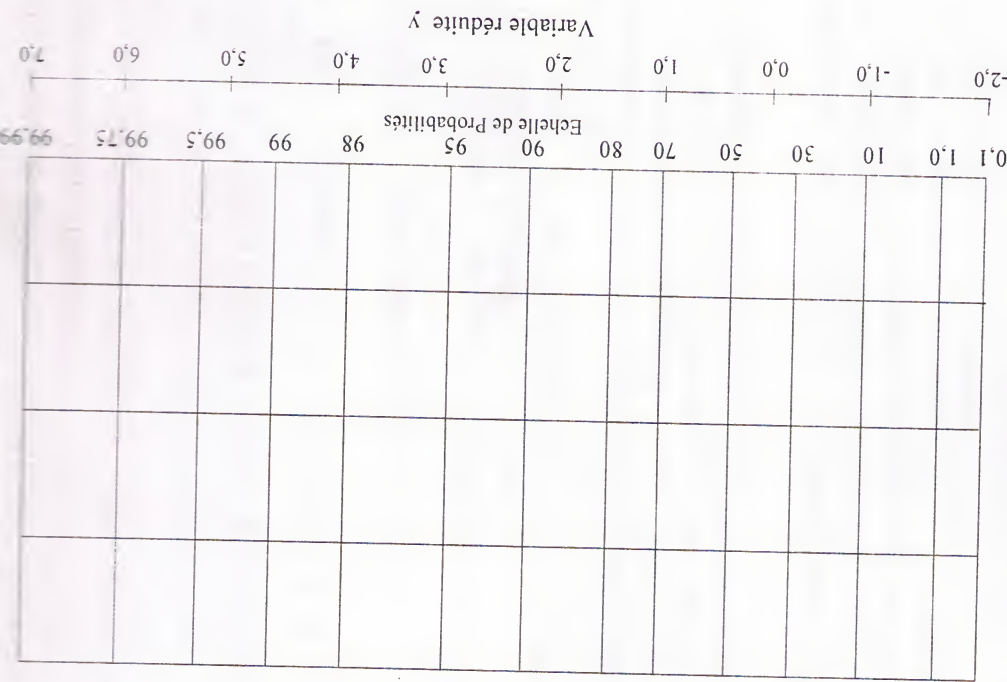 0,1 1,0 10 30 50 70 80 90 95 98 99 99,5 99.75 99.99
Echelle de Probabilités
-2,0 -1,0 0,0 1,0 2,0 3,0 4,0 5,0 6,0 7,0
Variable réduite y